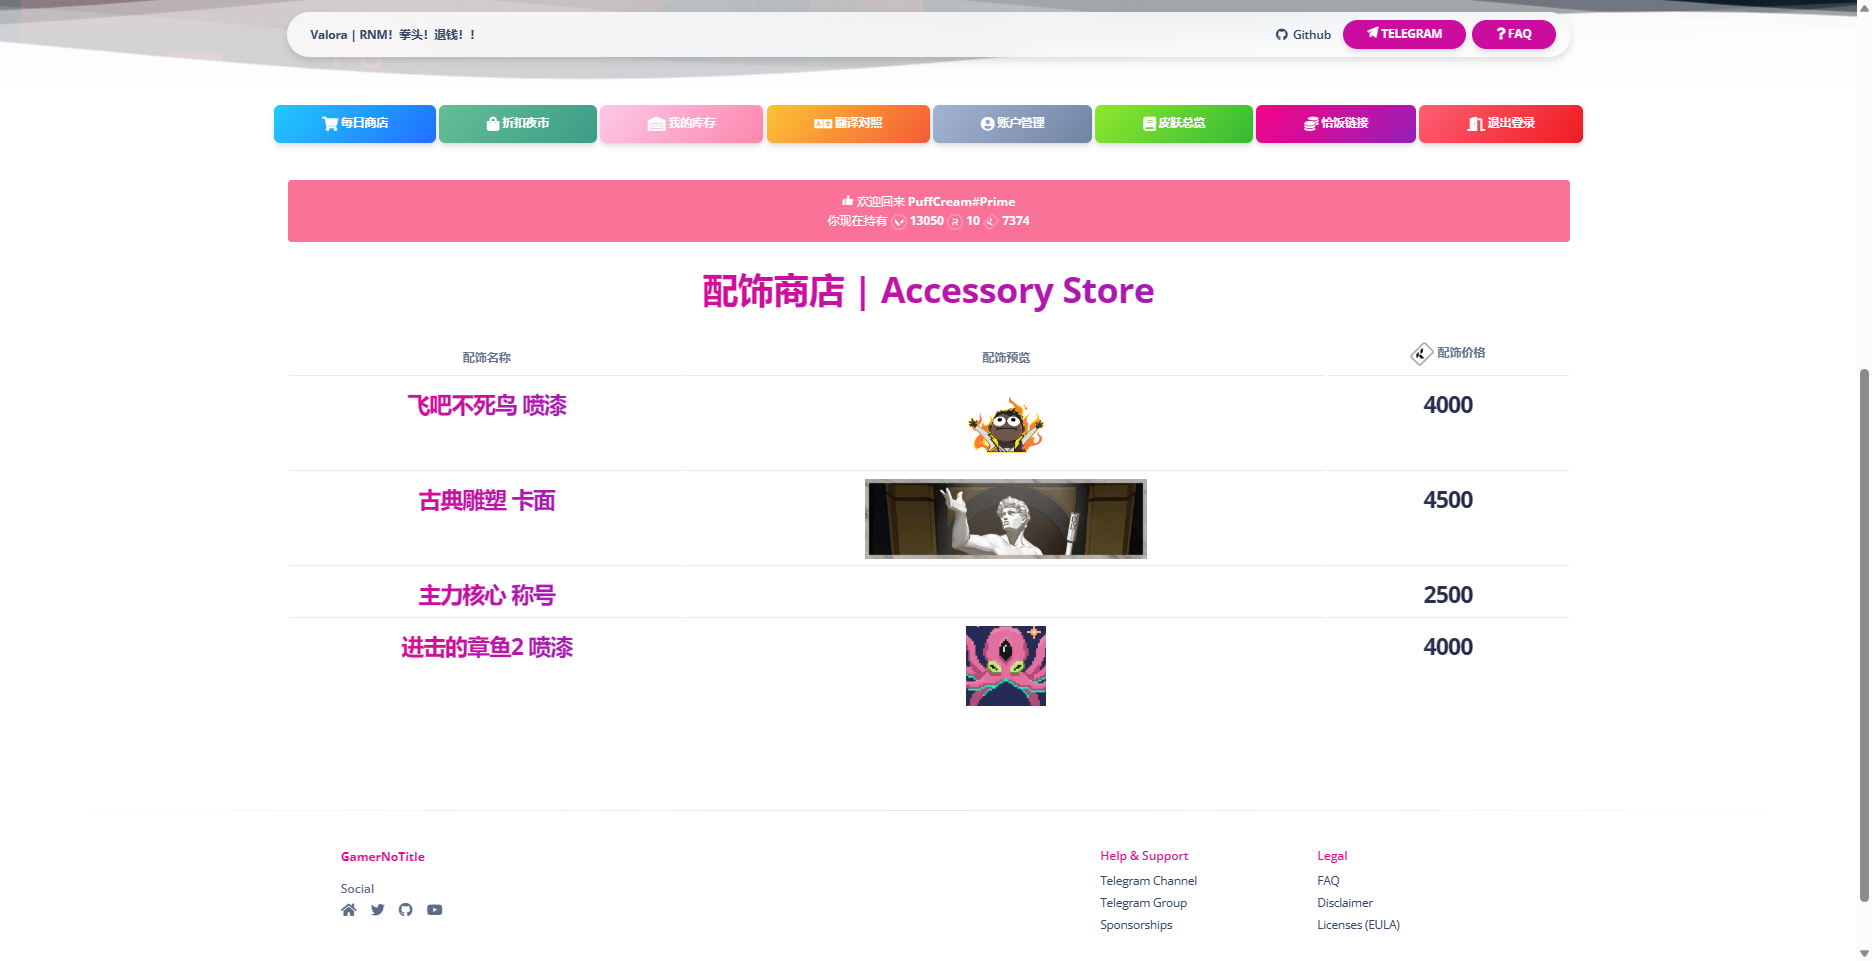 Valora | RNM！拳头！退钱！！
Github
TELEGRAM
? FAQ
每日商店
折扣夜市
我的库存
翻译对照
账户管理
皮肤总览
恰饭链接
退出登录
欢迎回来 PuffCream#Prime
你现在持有 13050 10 7374
配饰商店 | Accessory Store
配饰名称
配饰预览
配饰价格
飞吧不死鸟 喷漆
4000
古典雕塑 卡面
4500
主力核心 称号
2500
进击的章鱼2 喷漆
4000
GamerNoTitle
Social
Help & Support
Telegram Channel
Telegram Group
Sponsorships
Legal
FAQ
Disclaimer
Licenses (EULA)